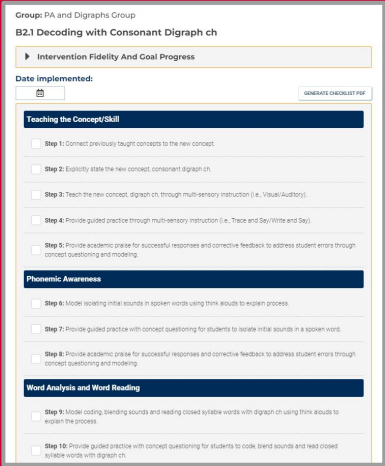 Group: PA and Digraphs Group
B2.1 Decoding with Consonant Digraph ch
Intervention Fidelity And Goal Progress
Date implemented:
GENERATE CHECKLIST PDF
Teaching the Concept/Skill
Step 1: Connect previously taught concepts to the new concept.
Step 2: Explicitly state the new concept, consonant digraph ch.
Step 3: Teach the new concept, digraph ch, through multi-sensory instruction (i.e., Visual/Auditory).
Step 4: Provide guided practice through multi-sensory instruction (i.e., Trace and Say/Write and Say).
Step 5: Provide academic praise for successful responses and corrective feedback to address student errors through
concept questioning and modeling.
Phonemic Awareness
Step 6: Model isolating initial sounds in spoken words using think alouds to explain process.
Step 7: Provide guided practice with concept questioning for students to isolate initial sounds in a spoken word.
Step 8: Provide academic praise for successful responses and corrective feedback to address student errors through
concept questioning and modeling.
Word Analysis and Word Reading
Step 9: Model coding, blending sounds and reading closed syllable words with digraph ch using think alouds to
explain the process.
Step 10: Provide guided practice with concept questioning for students to code, blend sounds and read closed
syllable words with digraph ch.